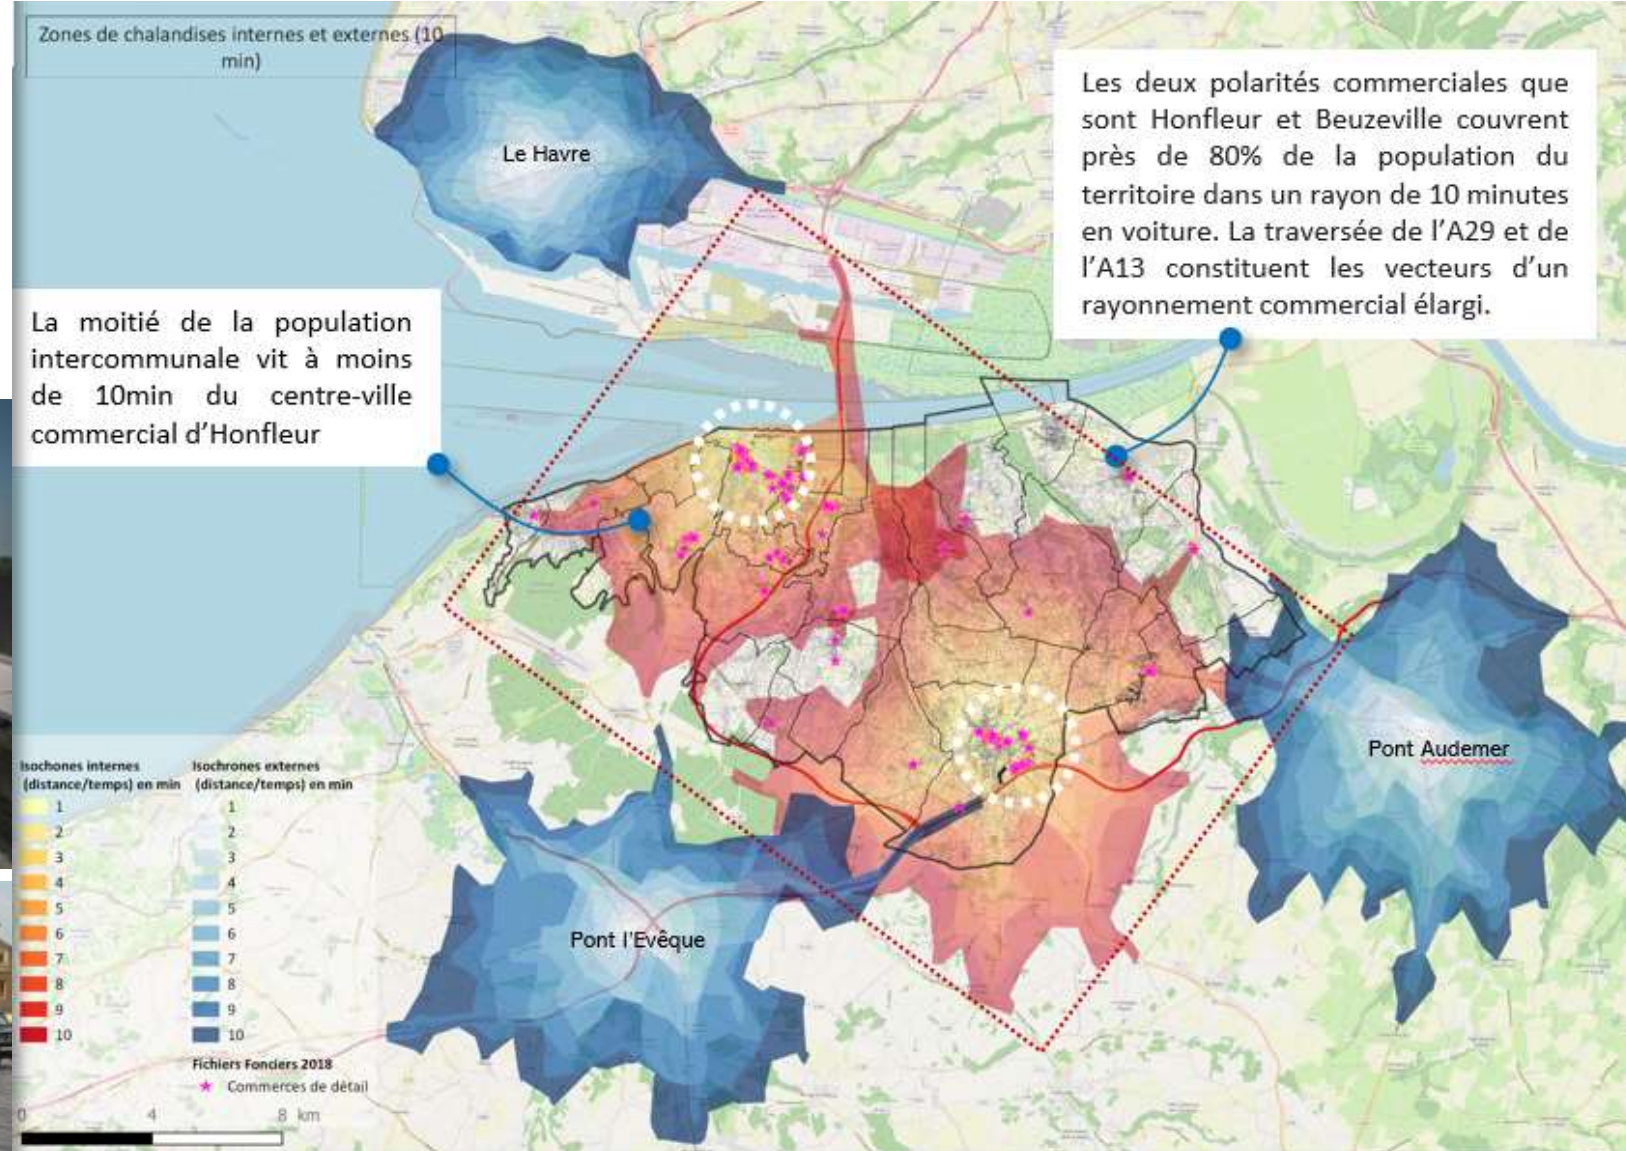 Zones de chalandises internes et externes (10
min)
Le Havre
Les deux polarités commerciales que
sont Honfleur et Beuzeville couvrent
près de 80% de la population du
territoire dans un rayon de 10 minutes
en voiture. La traversée de l'A29 et de
l'A13 constituent les vecteurs d'un
rayonnement commercial élargi.
La moitié de la population
intercommunale vit à moins
de 10min du centre-ville
commercial d'Honfleur
Pont Audemer
Pont l'Evêque
Isochones internes
(distance/temps) en min
1
2
3
4
5
6
7
8
9
10
Isochrones externes
(distance/temps) en min
1
2
3
4
5
6
7
8
9
10
Fichiers Fonciers 2018
Commerces de détail
0 4 8 km